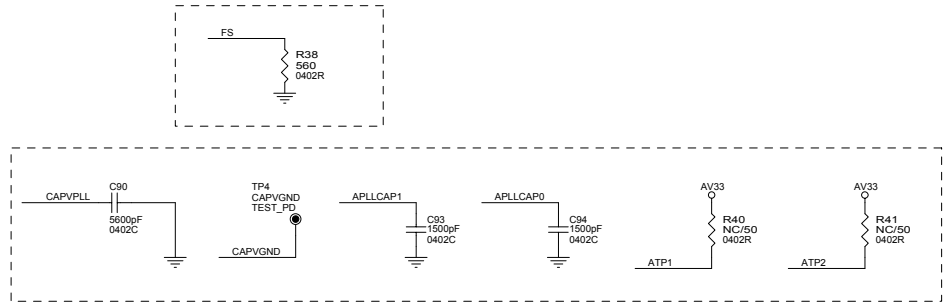 FS
R38
560
0402R
C90
CAPVPLL
5600pF
0402C
TP4
CAPVGND
TEST_PD
CAPVGND
APLLCAP1
C93
1500pF
0402C
APLLCAP0
C94
1500pF
0402C
AV33
R40
NC/50
0402R
ATP1
AV33
R41
NC/50
0402R
ATP2